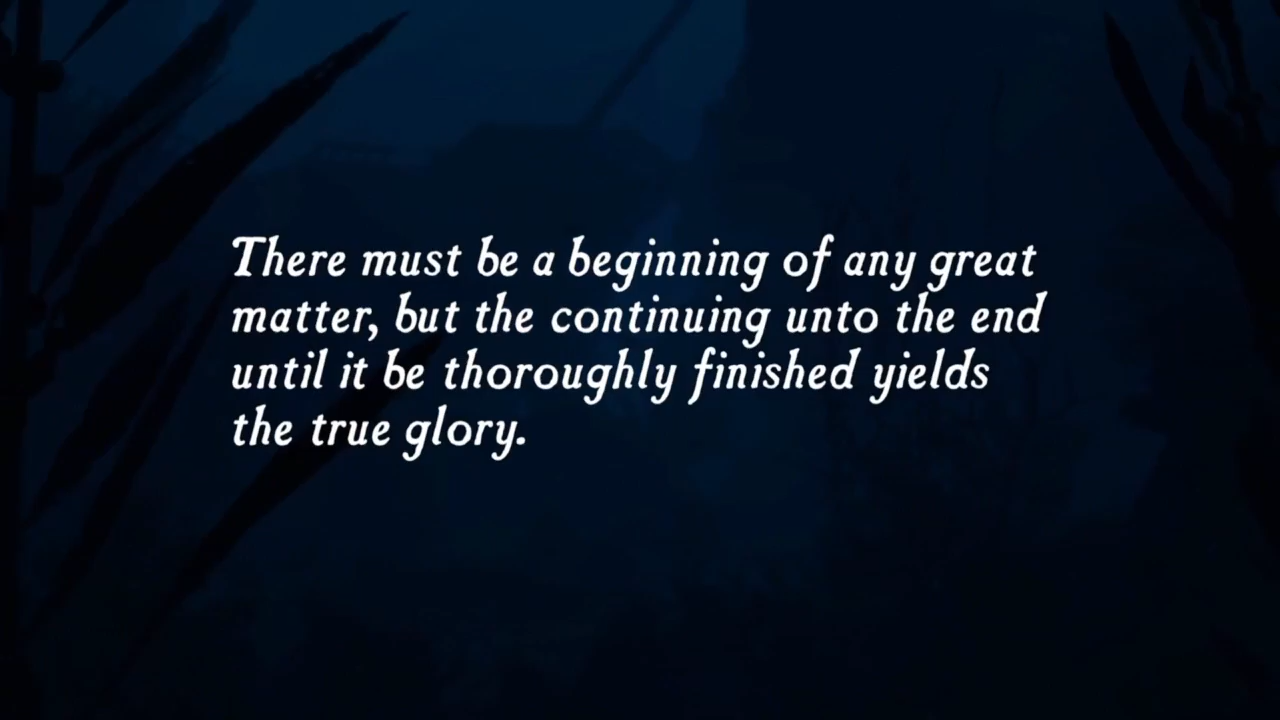 There must be a beginning of any great
matter, but the continuing unto the end
until it be thoroughly finished yields
the true glory.